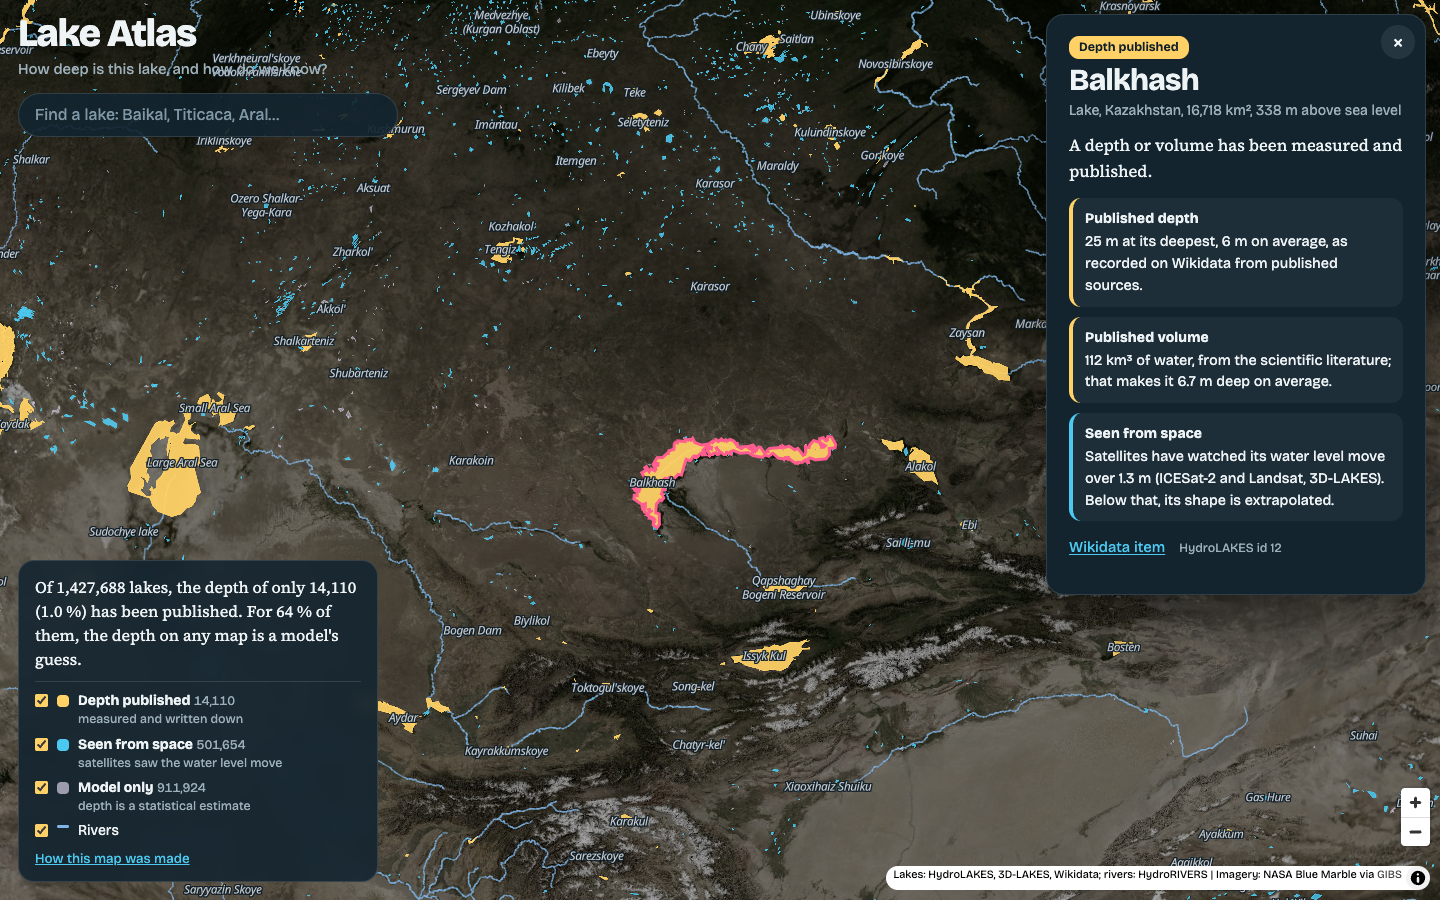 Lake Atlas
How deep is this lake, and how do we know?
Find a lake: Baikal, Titicaca, Aral...
Medvezhye,
(Kurgan Oblast)
Ubinskoye
Krasnoyarsk
Verkhneural'skoye
Ebeyty
Chany
Saitlan
Novosibirskoye
Sergeyev Dam
Kilibek
Teke
Imantau
Seletyteniz
Kulundinskoye
Iriklinskoye
Shalkar
Itemgen
Maraldy
Gor'koye
Aksuat
Karasor
Ozero Shalkar-
Yega-Kara
Kozhakol
Tengiz
Zharkol'
Karasor
Akkol'
Shalkarteniz
Zaysan
Shubarteniz
Small Aral Sea
Large Aral Sea
Karakoin
Balkhash
Alakol
Sudochye lake
Ebi
Sai-li-mu
Qapshaghay
Bogeni Reservoir
Biylikol
Bogen Dam
Issyk Kul
Bosten
Toktogul'skoye
Song-kel
Aydar
Kayrakkumskoye
Chatyr-kel'
Suhai
Xiaoxihaiz Shuiku
Gas Hure
Karakul
Ayakkum
Sarezskoye
Aqqikkol
Saryyazin Skoye
Depth published
Balkhash
Lake, Kazakhstan, 16,718 km², 338 m above sea level
A depth or volume has been measured and
published.
Published depth
25 m at its deepest, 6 m on average, as
recorded on Wikidata from published
sources.
Published volume
112 km³ of water, from the scientific literature;
that makes it 6.7 m deep on average.
Seen from space
Satellites have watched its water level move
over 1.3 m (ICESat-2 and Landsat, 3D-LAKES).
Below that, its shape is extrapolated.
Wikidata item HydroLAKES id 12
Of 1,427,688 lakes, the depth of only 14,110
(1.0 %) has been published. For 64 % of
them, the depth on any map is a model's
guess.
Depth published 14,110
measured and written down
Seen from space 501,654
satellites saw the water level move
Model only 911,924
depth is a statistical estimate
Rivers
How this map was made
Lakes: HydroLAKES, 3D-LAKES, Wikidata; rivers: HydroRIVERS | Imagery: NASA Blue Marble via GIBS